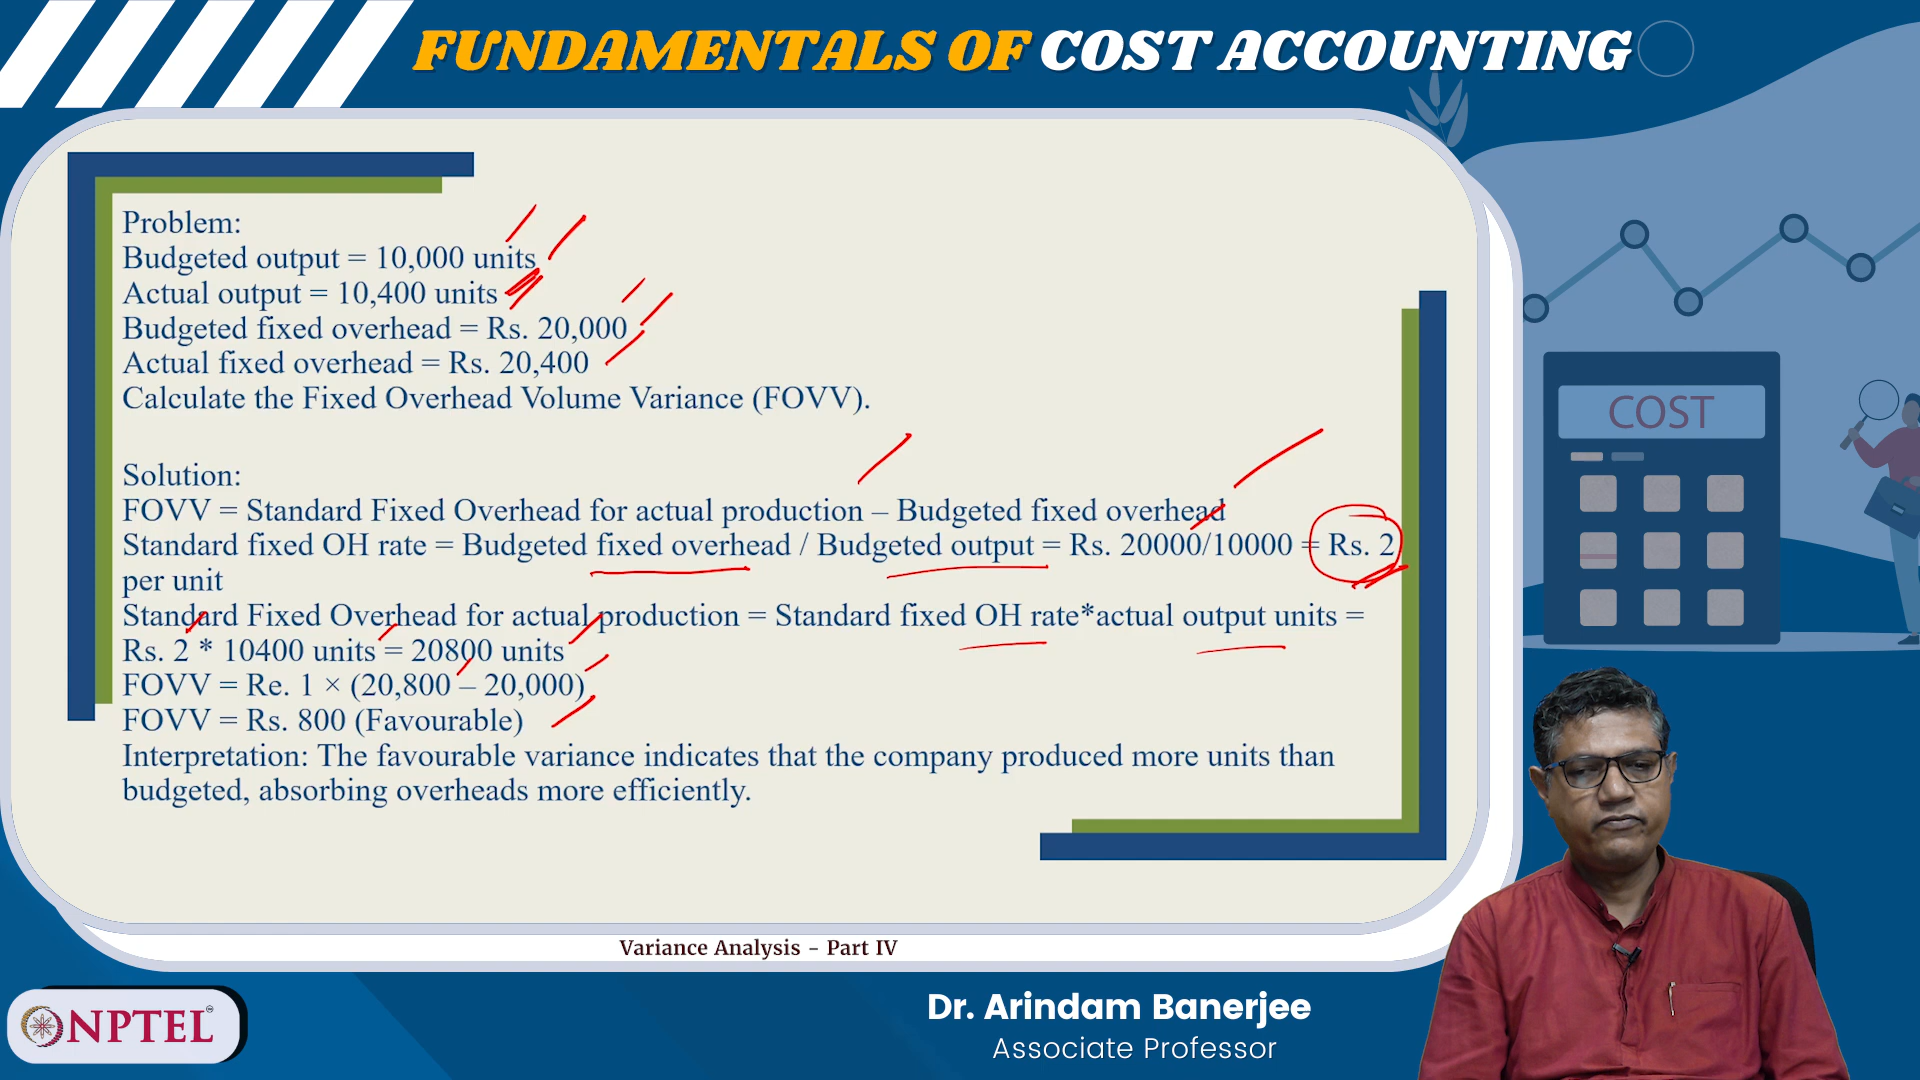 FUNDAMENTALS OF COST ACCOUNTING
Problem:
Budgeted output = 10,000 units
Actual output = 10,400 units
Budgeted fixed overhead = Rs. 20,000
Actual fixed overhead = Rs. 20,400
Calculate the Fixed Overhead Volume Variance (FOVV).
Solution:
FOVV = Standard Fixed Overhead for actual production – Budgeted fixed overhead
Standard fixed OH rate = Budgeted fixed overhead / Budgeted output = Rs. 20000/10000 = Rs. 2
per unit
Standard Fixed Overhead for actual production = Standard fixed OH rate*actual output units =
Rs. 2 * 10400 units = 20800 units
FOVV = Re. 1 × (20,800 – 20,000)
FOVV = Rs. 800 (Favourable)
Interpretation: The favourable variance indicates that the company produced more units than
budgeted, absorbing overheads more efficiently.
COST
Variance Analysis - Part IV
NPTEL
Dr. Arindam Banerjee
Associate Professor